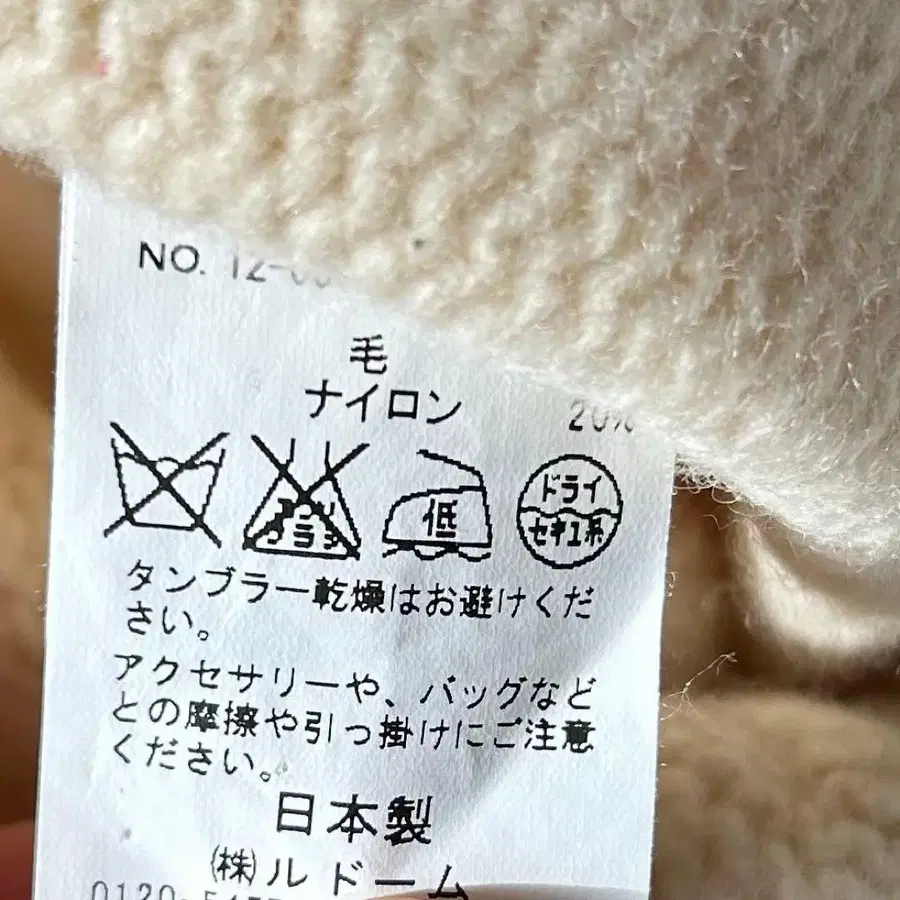 NO. 12-
毛
ナイロン 20%
低
ドライ
セキユ系
タンブラー乾燥はお避けくだ
さい。
アクセサリーや、バッグなど
との摩擦や引っ掛けにご注意
ください。
日本製
㈱ルドーム
0120-